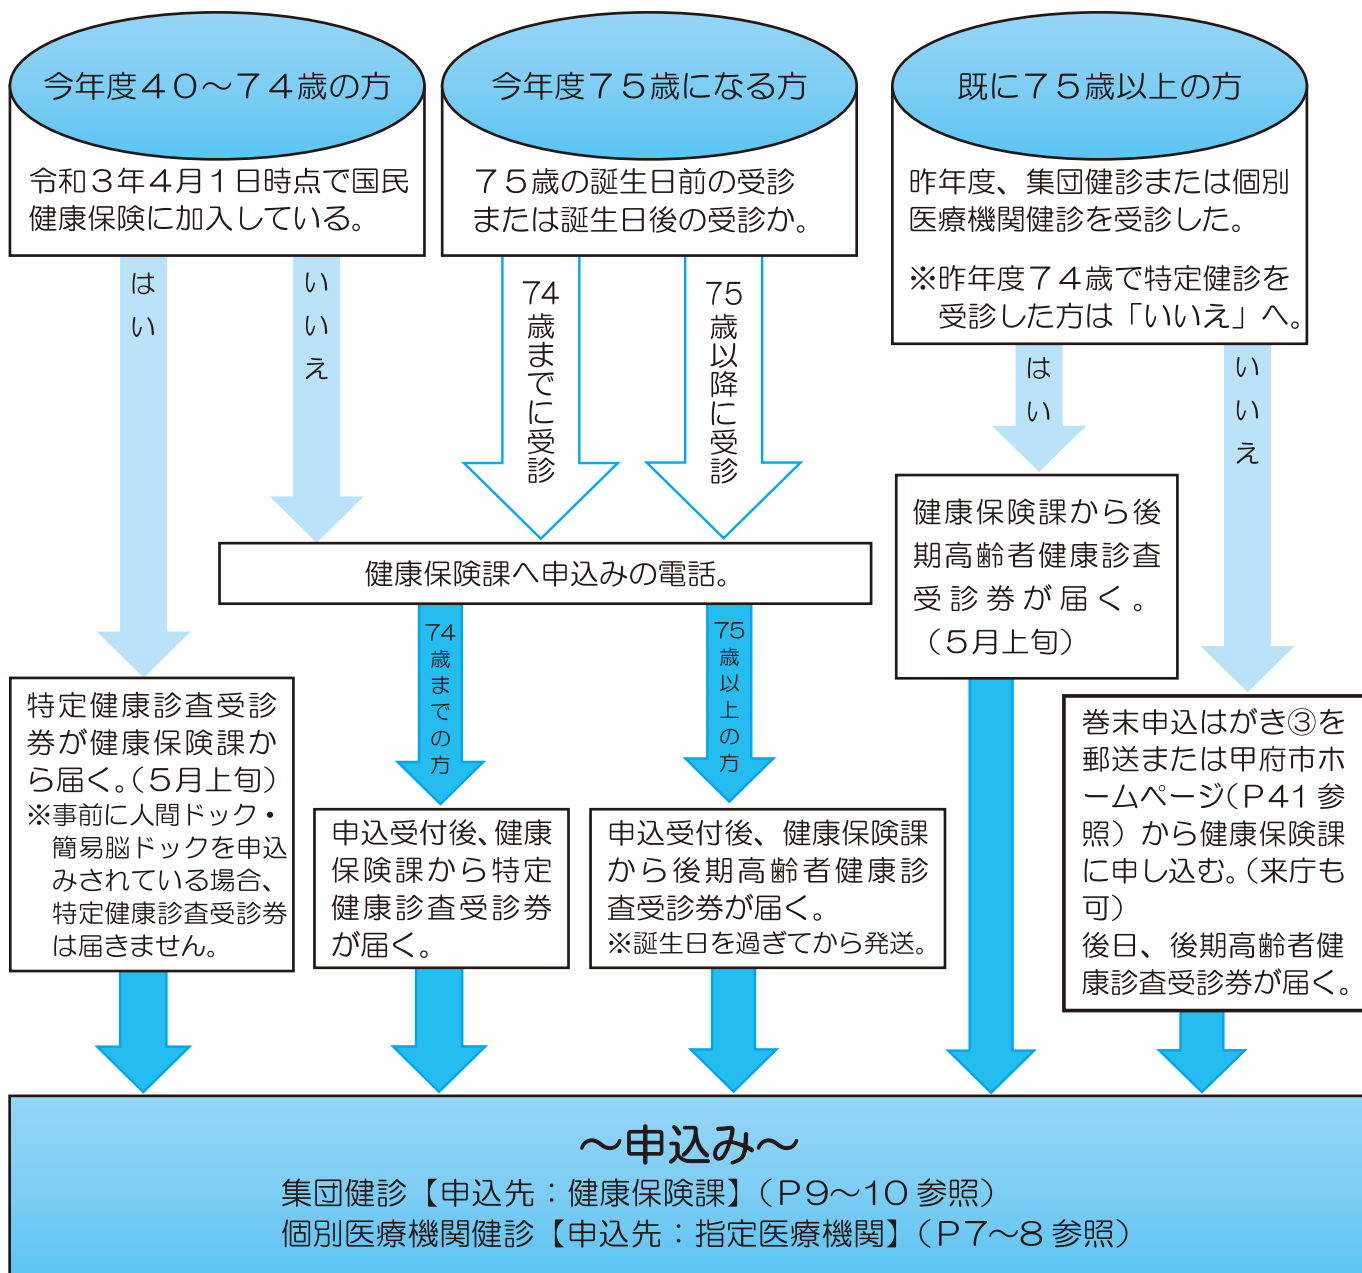 今年度４０～７４歳の方
令和３年４月１日時点で国民
健康保険に加入している。
はい
いいえ
今年度７５歳になる方
７５歳の誕生日前の受診
または誕生日後の受診か。
74歳までに受診
75歳以降に受診
既に７５歳以上の方
昨年度、集団健診または個別
医療機関健診を受診した。
※昨年度７４歳で特定健診を
受診した方は「いいえ」へ。
はい
いいえ
健康保険課へ申込みの電話。
74歳までの方
75歳以上の方
健康保険課から後
期高齢者健康診査
受診券が届く。
（５月上旬）
特定健康診査受診
券が健康保険課か
ら届く。（５月上旬）
※事前に人間ドック・
簡易脳ドックを申込
みされている場合、
特定健康診査受診券
は届きません。
申込受付後、健康
保険課から特定
健康診査受診券
が届く。
申込受付後、健康保険課
から後期高齢者健康診
査受診券が届く。
※誕生日を過ぎてから発送。
巻末申込はがき③を
郵送または甲府市ホ
ームページ（Ｐ41 参
照）から健康保険課
に申し込む。（来庁も
可）
後日、後期高齢者健
康診査受診券が届く。
～申込み～
集団健診【申込先：健康保険課】（Ｐ９～10 参照）
個別医療機関健診【申込先：指定医療機関】（Ｐ７～８参照）